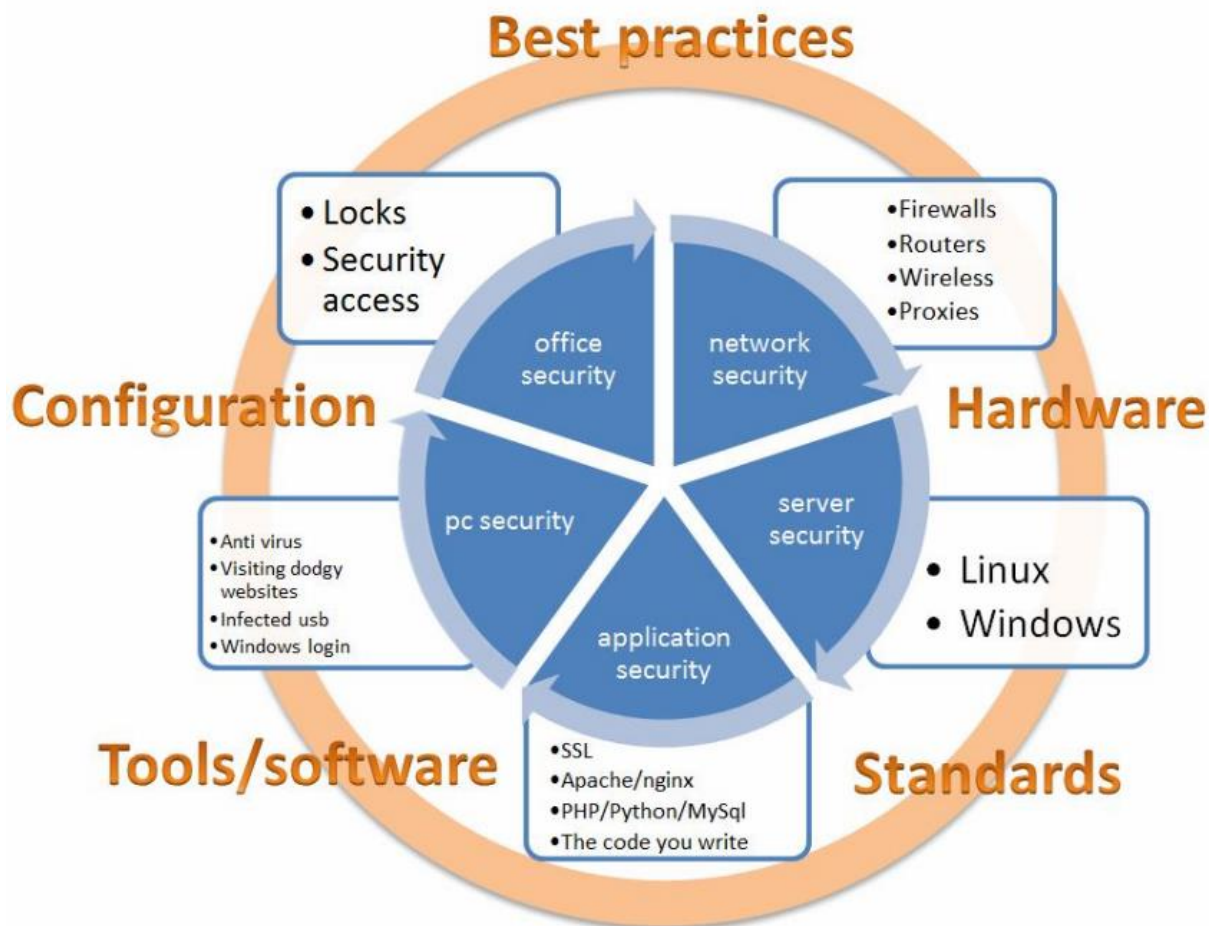 Best practices
• Locks
• Security
access
•Firewalls
•Routers
•Wireless
•Proxies
office
security
network
security
Configuration
Hardware
pc security
server
security
•Anti virus
•Visiting dodgy
websites
•Infected usb
•Windows login
• Linux
• Windows
application
security
Tools/software
•SSL
•Apache/nginx
•PHP/Python/MySql
•The code you write
Standards